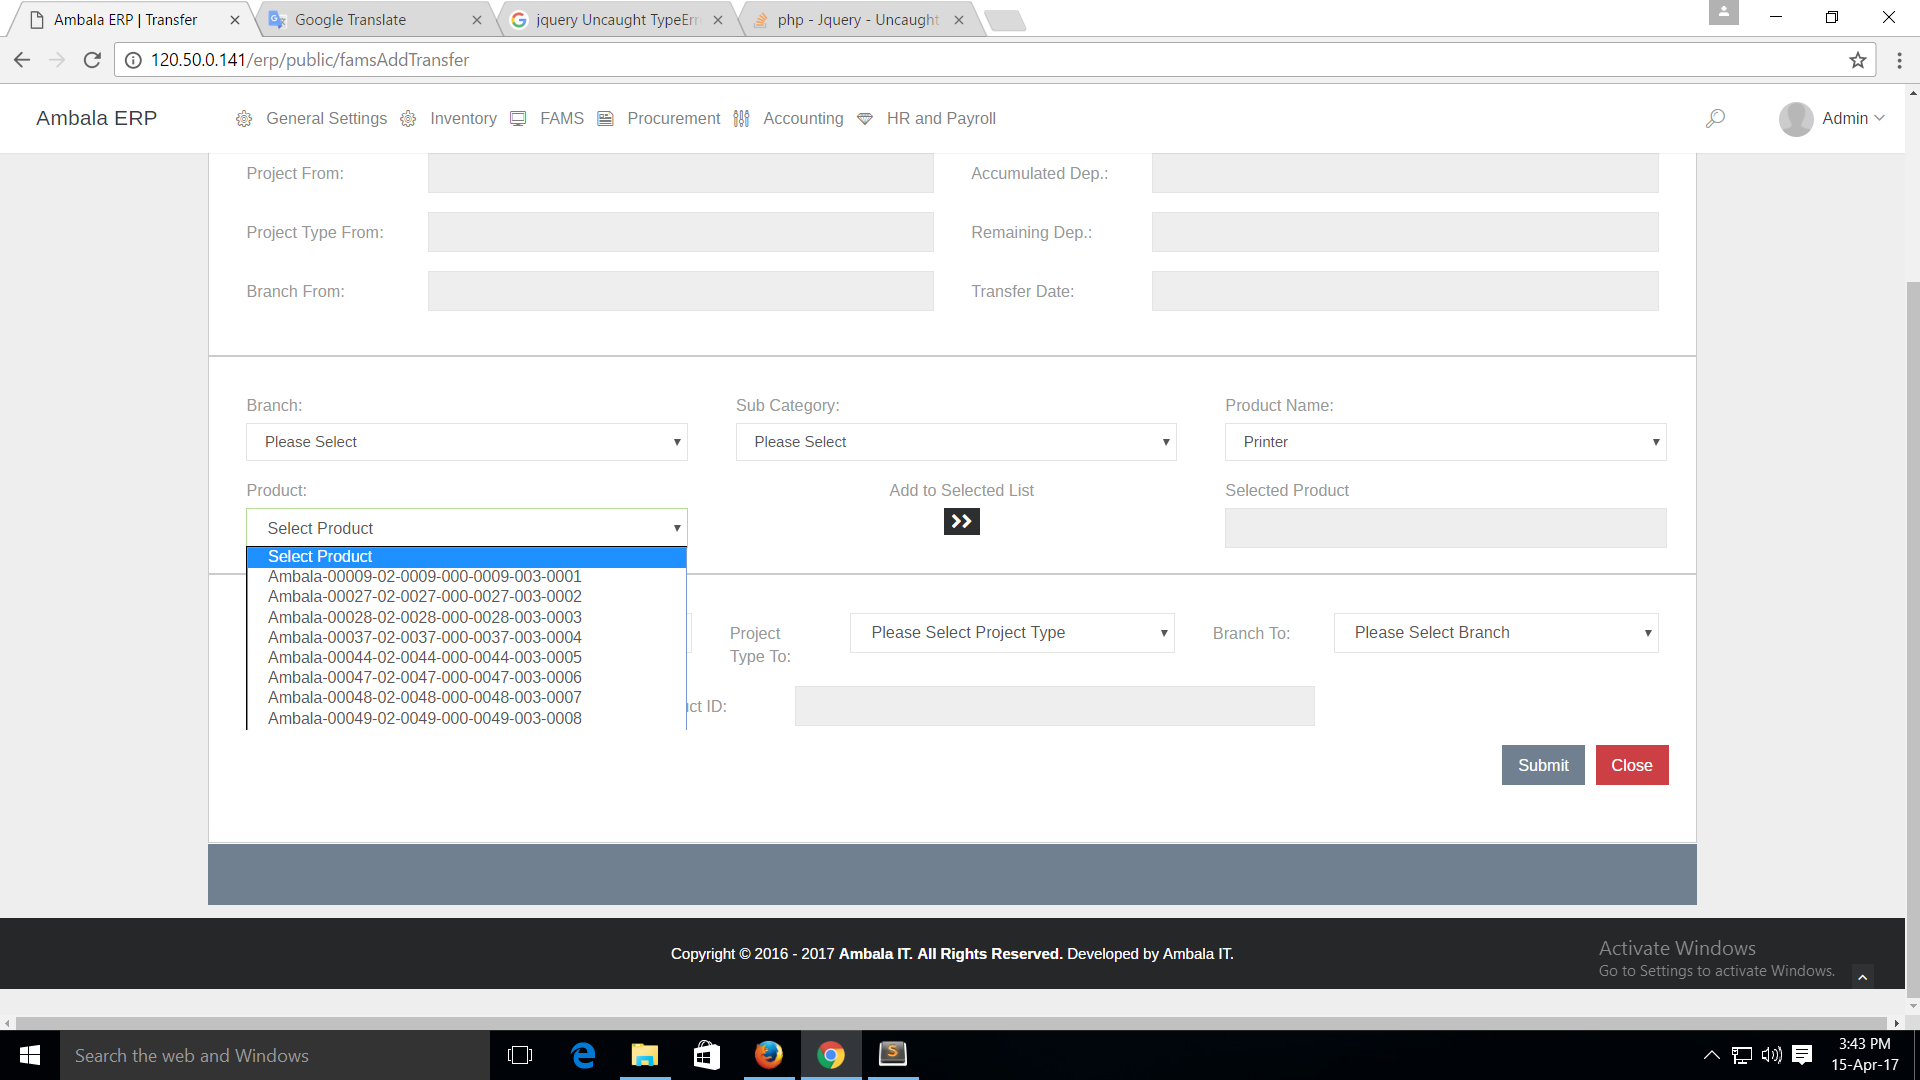 Ambala ERP | Transfer
Google Translate
jquery Uncaught TypeErr
php - Jquery - Uncaught
120.50.0.141/erp/public/famsAddTransfer
Ambala ERP
General Settings
Inventory
FAMS
Procurement
Accounting
HR and Payroll
Admin
Project From:
Accumulated Dep.:
Project Type From:
Remaining Dep.:
Branch From:
Transfer Date:
Branch:
Sub Category:
Product Name:
Please Select
Please Select
Printer
Product:
Add to Selected List
Selected Product
Select Product
Select Product
Ambala-00009-02-0009-000-0009-003-0001
Ambala-00027-02-0027-000-0027-003-0002
Ambala-00028-02-0028-000-0028-003-0003
Ambala-00037-02-0037-000-0037-003-0004
Ambala-00044-02-0044-000-0044-003-0005
Ambala-00047-02-0047-000-0047-003-0006
Ambala-00048-02-0048-000-0048-003-0007
Ambala-00049-02-0049-000-0049-003-0008
Project
Type To:
Please Select Project Type
Branch To:
Please Select Branch
ct ID:
Submit
Close
Copyright © 2016 - 2017 Ambala IT. All Rights Reserved. Developed by Ambala IT.
Activate Windows
Go to Settings to activate Windows.
Search the web and Windows
3:43 PM
15-Apr-17